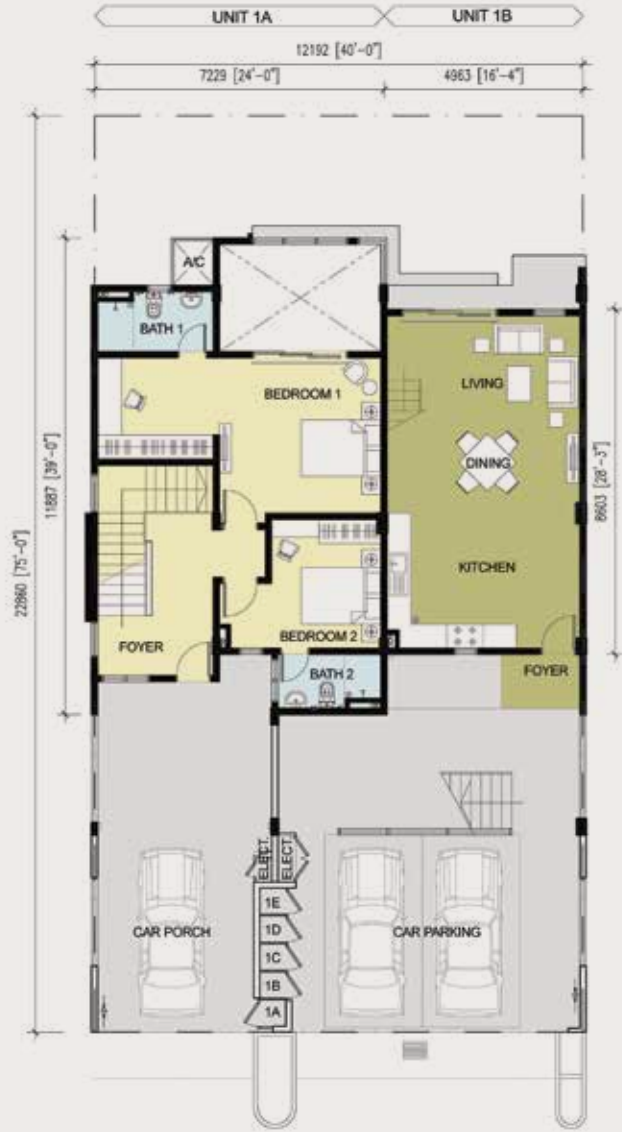 UNIT 1A
UNIT 1B
12192 [40'-0"]
7229 [24'-0"]
4963 [16'-4"]
A/C
BATH 1
BEDROOM 1
LIVING
DINING
KITCHEN
11887 [39'-0"]
8603 [28'-3"]
22860 [75'-0"]
FOYER
BEDROOM 2
BATH 2
FOYER
ELECT.
ELECT.
1E
1D
1C
1B
1A
CAR PORCH
CAR PARKING